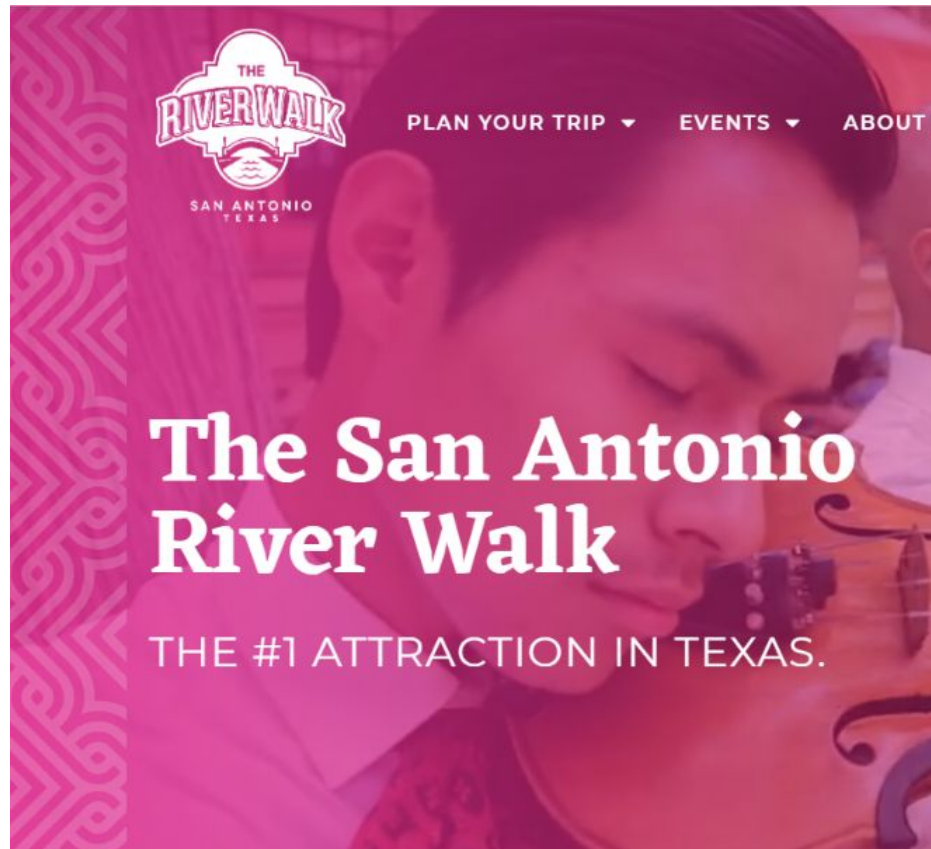 THE
RIVERWALK
SAN ANTONIO
TEXAS
PLAN YOUR TRIP EVENTS ABOUT
The San Antonio
River Walk
THE #1 ATTRACTION IN TEXAS.